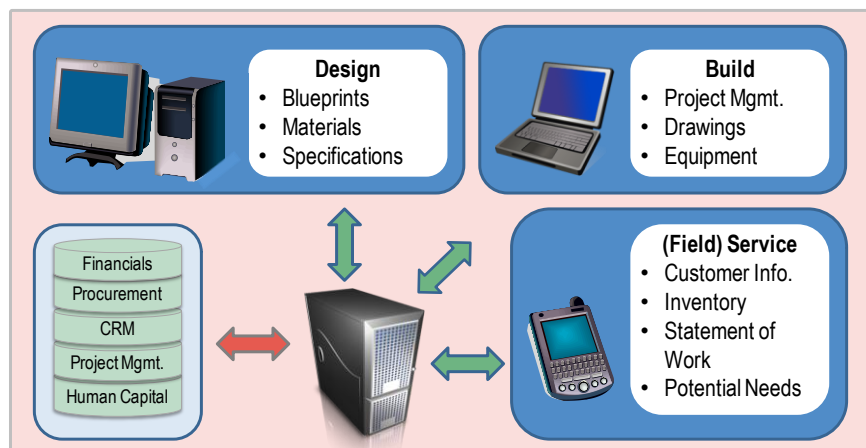 Design
• Blueprints
• Materials
• Specifications
Build
• Project Mgmt.
• Drawings
• Equipment
Financials
Procurement
CRM
Project Mgmt.
Human Capital
(Field) Service
• Customer Info.
• Inventory
• Statement of
Work
• Potential Needs